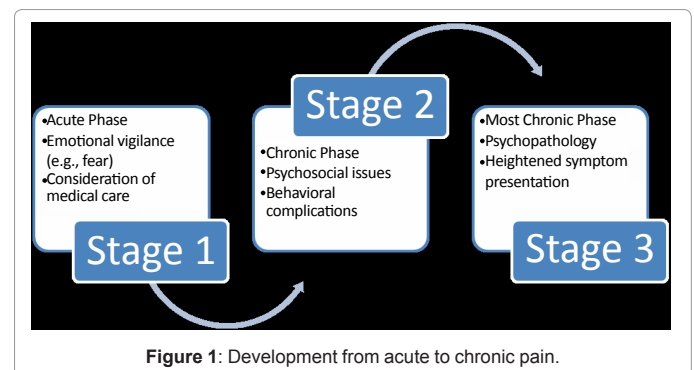 •Acute Phase
•Emotional vigilance
(e.g., fear)
•Consideration of
medical care
Stage 1
Stage 2
•Chronic Phase
•Psychosocial issues
•Behavioral
complications
•Most Chronic Phase
•Psychopathology
•Heightened symptom
presentation
Stage 3
Figure 1: Development from acute to chronic pain.